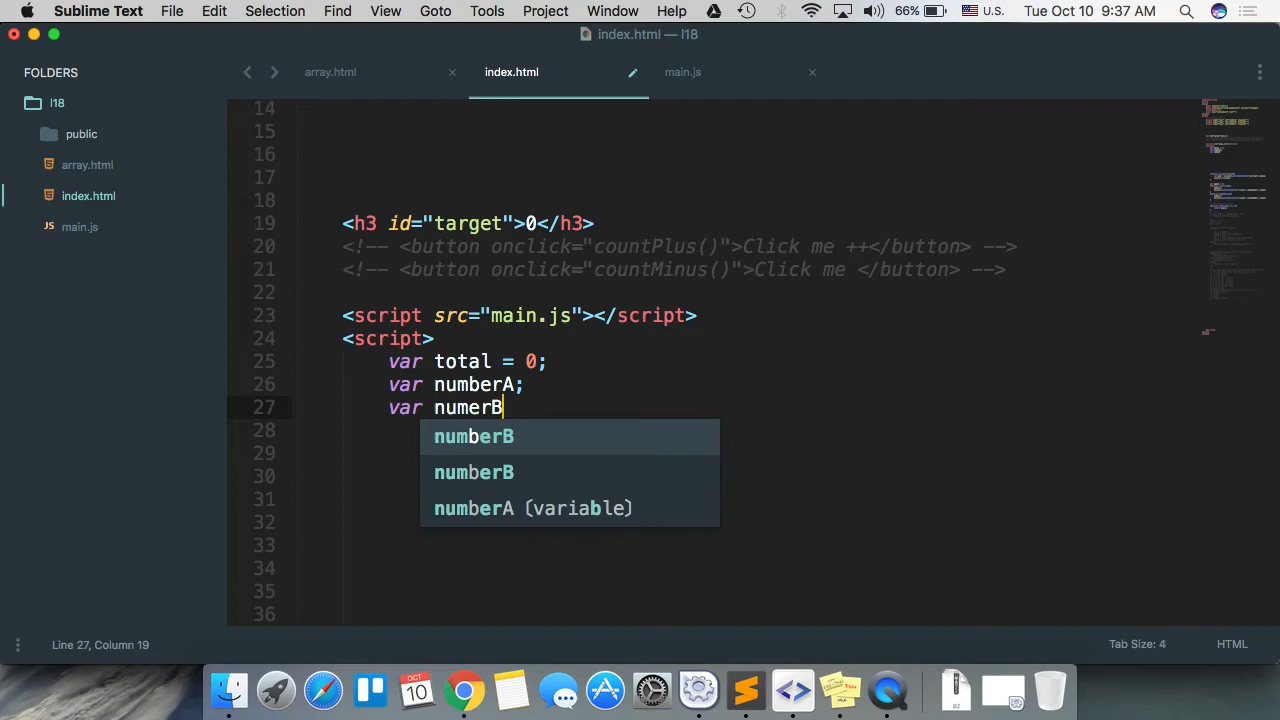 Sublime Text File Edit Selection Find View Goto Tools Project Window Help 66% U.S. Tue Oct 10 9:37 AM
index.html — l18
FOLDERS
array.html
index.html
main.js
l18
public
array.html
index.html
main.js
14
15
16
17
18
19 <h3 id="target">0</h3>
20 <!-- <button onclick="countPlus()">Click me ++</button> -->
21 <!-- <button onclick="countMinus()">Click me </button> -->
22
23 <script src="main.js"></script>
24 <script>
25 var total = 0;
26 var numberA;
27 var numerB
28
29
30
31
32
33
34
35
36
numberB
numberB
numberA (variable)
Line 27, Column 19
Tab Size: 4
HTML
OCT
10